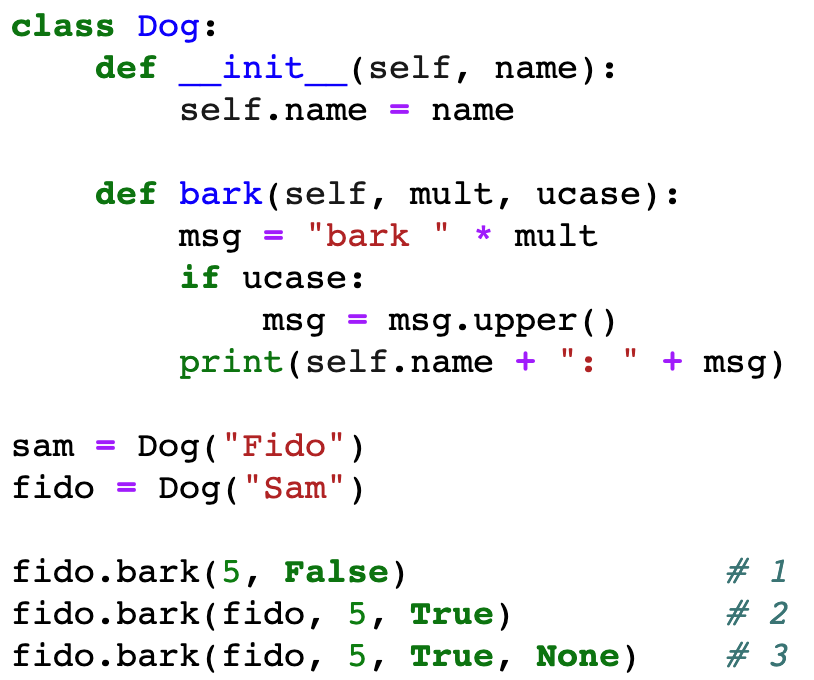 class Dog:
    def __init__(self, name):
        self.name = name

    def bark(self, mult, ucase):
        msg = "bark " * mult
        if ucase:
            msg = msg.upper()
        print(self.name + ": " + msg)

sam = Dog("Fido")
fido = Dog("Sam")

fido.bark(5, False)               # 1
fido.bark(fido, 5, True)          # 2
fido.bark(fido, 5, True, None)    # 3